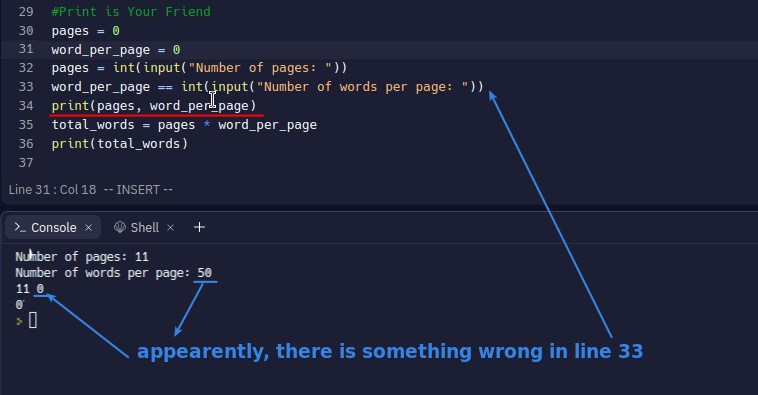 29 #Print is Your Friend
30 pages = 0
31 word_per_page = 0
32 pages = int(input("Number of pages: "))
33 word_per_page == int(input("Number of words per page: "))
34 print(pages, word_per_page)
35 total_words = pages * word_per_page
36 print(total_words)
37
Line 31 : Col 18 -- INSERT --
>_ Console × Shell × +
Number of pages: 11
Number of words per page: 50
11 0
0
>
appearently, there is something wrong in line 33